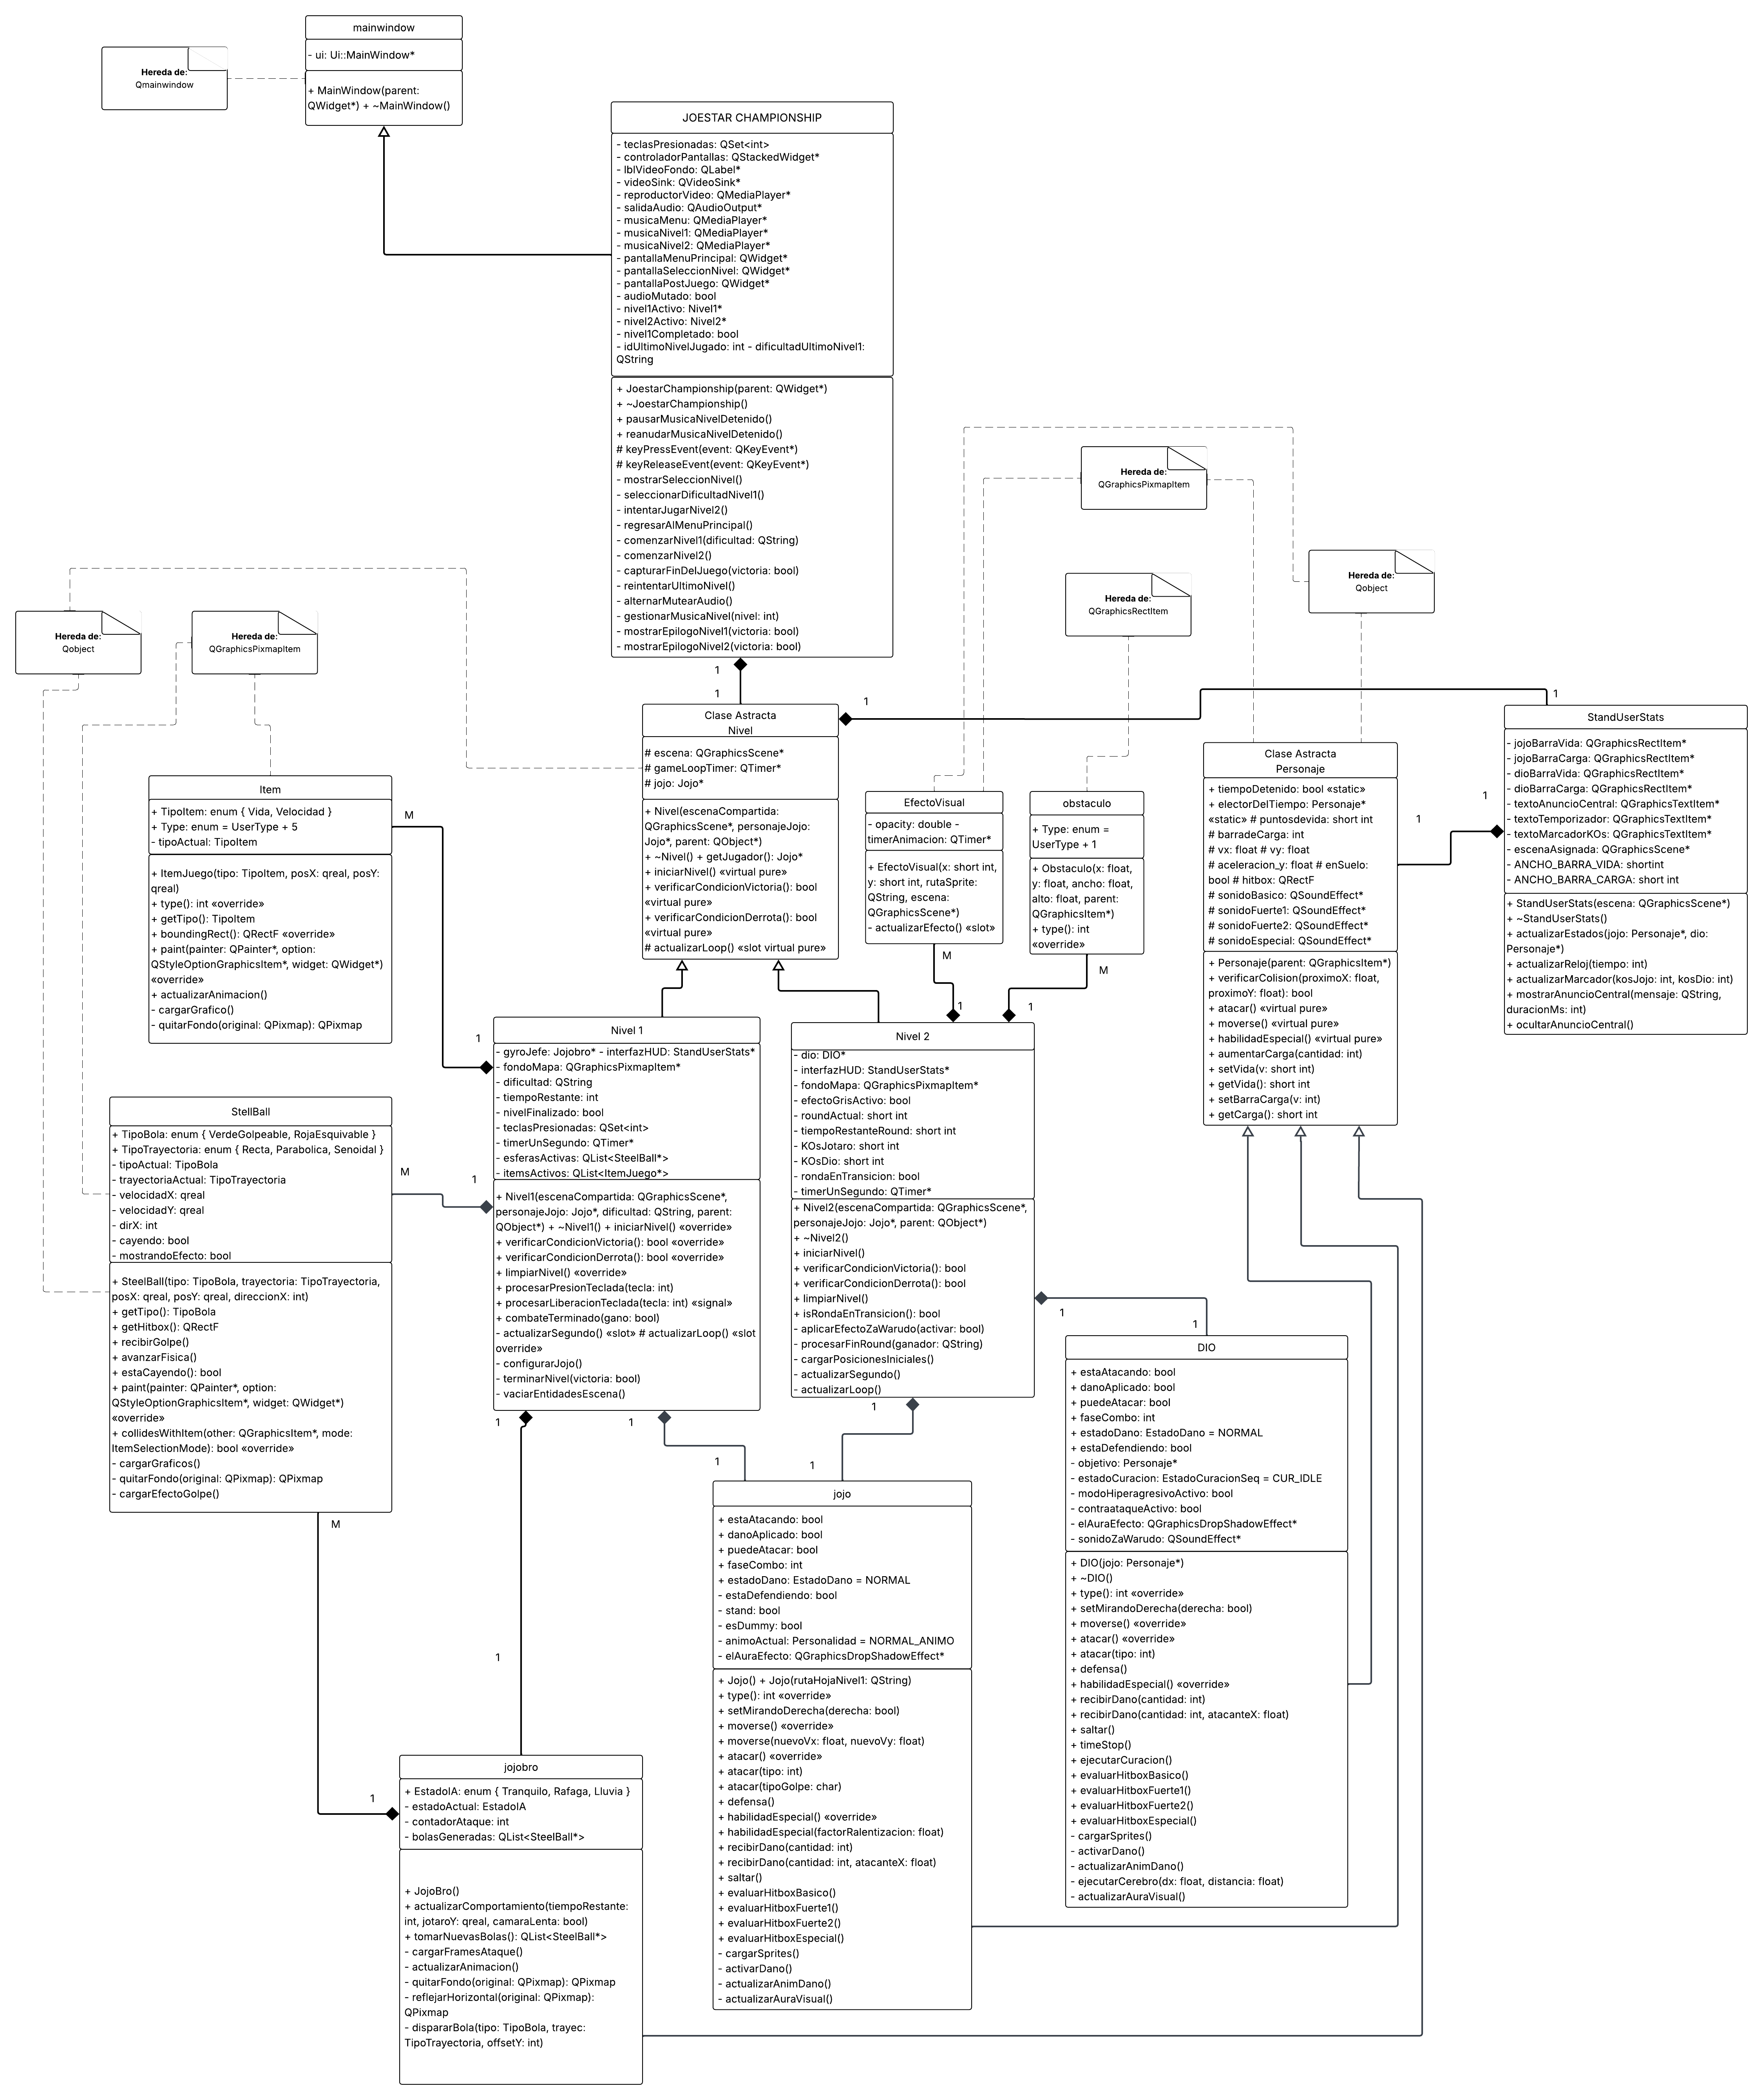 mainwindow
- ui: Ui::MainWindow*
+ MainWindow(parent:
QWidget*) + ~MainWindow()
Hereda de:
Qmainwindow
JOESTAR CHAMPIONSHIP
- teclasPresionadas: QSet<int>
- controladorPantallas: QStackedWidget*
- lblVideoFondo: QLabel*
- videoSink: QVideoSink*
- reproductorVideo: QMediaPlayer*
- salidaAudio: QAudioOutput*
- musicaMenu: QMediaPlayer*
- musicaNivel1: QMediaPlayer*
- musicaNivel2: QMediaPlayer*
- pantallaMenuPrincipal: QWidget*
- pantallaSeleccionNivel: QWidget*
- pantallaPostJuego: QWidget*
- audioMutado: bool
- nivel1Activo: Nivel1*
- nivel2Activo: Nivel2*
- nivel1Completado: bool
- idUltimoNivelJugado: int - dificultadUltimoNivel1:
QString
+ JoestarChampionship(parent: QWidget*)
+ ~JoestarChampionship()
+ pausarMusicaNivelDetenido()
+ reanudarMusicaNivelDetenido()
# keyPressEvent(event: QKeyEvent*)
# keyReleaseEvent(event: QKeyEvent*)
- mostrarSeleccionNivel()
- seleccionarDificultadNivel1()
- intentarJugarNivel2()
- regresarAlMenuPrincipal()
- comenzarNivel1(dificultad: QString)
- comenzarNivel2()
- capturarFinDelJuego(victoria: bool)
- reintentarUltimoNivel()
- alternarMutearAudio()
- gestionarMusicaNivel(nivel: int)
- mostrarEpilogoNivel1(victoria: bool)
- mostrarEpilogoNivel2(victoria: bool)
Hereda de:
QGraphicsPixmapItem
Hereda de:
Qobject
Hereda de:
QGraphicsRectItem
Hereda de:
Qobject
Hereda de:
QGraphicsPixmapItem
1
1
1
1
Clase Astracta
Nivel
# escena: QGraphicsScene*
# gameLoopTimer: QTimer*
# jojo: Jojo*
+ Nivel(escenaCompartida:
QGraphicsScene*, personajeJojo:
Jojo*, parent: QObject*)
+ ~Nivel() + getJugador(): Jojo*
+ iniciarNivel() «virtual pure»
+ verificarCondicionVictoria(): bool
«virtual pure»
+ verificarCondicionDerrota(): bool
«virtual pure»
# actualizarLoop() «slot virtual pure»
StandUserStats
- jojoBarraVida: QGraphicsRectItem*
- jojoBarraCarga: QGraphicsRectItem*
- dioBarraVida: QGraphicsRectItem*
- dioBarraCarga: QGraphicsRectItem*
- textoAnuncioCentral: QGraphicsTextItem*
- textoTemporizador: QGraphicsTextItem*
- textoMarcadorKOs: QGraphicsTextItem*
- escenaAsignada: QGraphicsScene*
- ANCHO_BARRA_VIDA: shortint
- ANCHO_BARRA_CARGA: short int
+ StandUserStats(escena: QGraphicsScene*)
+ ~StandUserStats()
+ actualizarEstados(jojo: Personaje*, dio:
Personaje*)
+ actualizarReloj(tiempo: int)
+ actualizarMarcador(kosJojo: int, kosDio: int)
+ mostrarAnuncioCentral(mensaje: QString,
duracionMs: int)
+ ocultarAnuncioCentral()
1
1
Clase Astracta
Personaje
+ tiempoDetenido: bool «static»
+ electorDelTiempo: Personaje*
«static» # puntosdevida: short int
# barradeCarga: int
# vx: float # vy: float
# aceleracion_y: float # enSuelo:
bool # hitbox: QRectF
# sonidoBasico: QSoundEffect*
# sonidoFuerte1: QSoundEffect*
# sonidoFuerte2: QSoundEffect*
# sonidoEspecial: QSoundEffect*
+ Personaje(parent: QGraphicsItem*)
+ verificarColision(proximoX: float,
proximoY: float): bool
+ atacar() «virtual pure»
+ moverse() «virtual pure»
+ habilidadEspecial() «virtual pure»
+ aumentarCarga(cantidad: int)
+ setVida(v: short int)
+ getVida(): short int
+ setBarraCarga(v: int)
+ getCarga(): short int
EfectoVisual
- opacity: double -
timerAnimacion: QTimer*
+ EfectoVisual(x: short int,
y: short int, rutaSprite:
QString, escena:
QGraphicsScene*)
- actualizarEfecto() «slot»
M
1
obstaculo
+ Type: enum =
UserType + 1
+ Obstaculo(x: float,
y: float, ancho: float,
alto: float, parent:
QGraphicsItem*)
+ type(): int
«override»
M
1
Item
+ TipoItem: enum { Vida, Velocidad }
+ Type: enum = UserType + 5
- tipoActual: TipoItem
+ ItemJuego(tipo: TipoItem, posX: qreal, posY:
qreal)
+ type(): int «override»
+ getTipo(): TipoItem
+ boundingRect(): QRectF «override»
+ paint(painter: QPainter*, option:
QStyleOptionGraphicsItem*, widget: QWidget*)
«override»
+ actualizarAnimacion()
- cargarGrafico()
- quitarFondo(original: QPixmap): QPixmap
M
1
Nivel 1
- gyroJefe: Jojobro* - interfazHUD: StandUserStats*
- fondoMapa: QGraphicsPixmapItem*
- dificultad: QString
- tiempoRestante: int
- nivelFinalizado: bool
- teclasPresionadas: QSet<int>
- timerUnSegundo: QTimer*
- esferasActivas: QList<SteelBall*>
- itemsActivos: QList<ItemJuego*>
+ Nivel1(escenaCompartida: QGraphicsScene*,
personajeJojo: Jojo*, dificultad: QString, parent:
QObject*) + ~Nivel1() + iniciarNivel() «override»
+ verificarCondicionVictoria(): bool «override»
+ verificarCondicionDerrota(): bool «override»
+ limpiarNivel() «override»
+ procesarPresionTeclada(tecla: int)
+ procesarLiberacionTeclada(tecla: int) «signal»
+ combateTerminado(gano: bool)
- actualizarSegundo() «slot» # actualizarLoop() «slot
override»
- configurarJojo()
- terminarNivel(victoria: bool)
- vaciarEntidadesEscena()
Nivel 2
- dio: DIO*
- interfazHUD: StandUserStats*
- fondoMapa: QGraphicsPixmapItem*
- efectoGrisActivo: bool
- roundActual: short int
- tiempoRestanteRound: short int
- KOsJotaro: short int
- KOsDio: short int
- rondaEnTransicion: bool
- timerUnSegundo: QTimer*
+ Nivel2(escenaCompartida: QGraphicsScene*,
personajeJojo: Jojo*, parent: QObject*)
+ ~Nivel2()
+ iniciarNivel()
+ verificarCondicionVictoria(): bool
+ verificarCondicionDerrota(): bool
+ limpiarNivel()
+ isRondaEnTransicion(): bool
- aplicarEfectoZaWarudo(activar: bool)
- procesarFinRound(ganador: QString)
- cargarPosicionesIniciales()
- actualizarSegundo()
- actualizarLoop()
StellBall
+ TipoBola: enum { VerdeGolpeable, RojaEsquivable }
+ TipoTrayectoria: enum { Recta, Parabolica, Senoidal }
- tipoActual: TipoBola
- trayectoriaActual: TipoTrayectoria
- velocidadX: qreal
- velocidadY: qreal
- dirX: int
- cayendo: bool
- mostrandoEfecto: bool
+ SteelBall(tipo: TipoBola, trayectoria: TipoTrayectoria,
posX: qreal, posY: qreal, direccionX: int)
+ getTipo(): TipoBola
+ getHitbox(): QRectF
+ recibirGolpe()
+ avanzarFisica()
+ estaCayendo(): bool
+ paint(painter: QPainter*, option:
QStyleOptionGraphicsItem*, widget: QWidget*)
«override»
+ collidesWithItem(other: QGraphicsItem*, mode:
ItemSelectionMode): bool «override»
- cargarGraficos()
- quitarFondo(original: QPixmap): QPixmap
- cargarEfectoGolpe()
M
1
M
1
1
1
1
1
1
1
1
1
DIO
+ estaAtacando: bool
+ danoAplicado: bool
+ puedeAtacar: bool
+ faseCombo: int
+ estadoDano: EstadoDano = NORMAL
+ estaDefendiendo: bool
- objetivo: Personaje*
- estadoCuracion: EstadoCuracionSeq = CUR_IDLE
- modoHiperagresivoActivo: bool
- contraataqueActivo: bool
- elAuraEfecto: QGraphicsDropShadowEffect*
- sonidoZaWarudo: QSoundEffect*
+ DIO(jojo: Personaje*)
+ ~DIO()
+ type(): int «override»
+ setMirandoDerecha(derecha: bool)
+ moverse() «override»
+ atacar() «override»
+ atacar(tipo: int)
+ defensa()
+ habilidadEspecial() «override»
+ recibirDano(cantidad: int)
+ recibirDano(cantidad: int, atacanteX: float)
+ saltar()
+ timeStop()
+ ejecutarCuracion()
+ evaluarHitboxBasico()
+ evaluarHitboxFuerte1()
+ evaluarHitboxFuerte2()
+ evaluarHitboxEspecial()
- cargarSprites()
- activarDano()
- actualizarAnimDano()
- ejecutarCerebro(dx: float, distancia: float)
- actualizarAuraVisual()
jojo
+ estaAtacando: bool
+ danoAplicado: bool
+ puedeAtacar: bool
+ faseCombo: int
+ estadoDano: EstadoDano = NORMAL
- estaDefendiendo: bool
- stand: bool
- esDummy: bool
- animoActual: Personalidad = NORMAL_ANIMO
- elAuraEfecto: QGraphicsDropShadowEffect*
+ Jojo() + Jojo(rutaHojaNivel1: QString)
+ type(): int «override»
+ setMirandoDerecha(derecha: bool)
+ moverse() «override»
+ moverse(nuevoVx: float, nuevoVy: float)
+ atacar() «override»
+ atacar(tipo: int)
+ atacar(tipoGolpe: char)
+ defensa()
+ habilidadEspecial() «override»
+ habilidadEspecial(factorRalentizacion: float)
+ recibirDano(cantidad: int)
+ recibirDano(cantidad: int, atacanteX: float)
+ saltar()
+ evaluarHitboxBasico()
+ evaluarHitboxFuerte1()
+ evaluarHitboxFuerte2()
+ evaluarHitboxEspecial()
- cargarSprites()
- activarDano()
- actualizarAnimDano()
- actualizarAuraVisual()
jojobro
+ EstadoIA: enum { Tranquilo, Rafaga, Lluvia }
- estadoActual: EstadoIA
- contadorAtaque: int
- bolasGeneradas: QList<SteelBall*>
+ JojoBro()
+ actualizarComportamiento(tiempoRestante:
int, jotaroY: qreal, camaraLenta: bool)
+ tomarNuevasBolas(): QList<SteelBall*>
- cargarFramesAtaque()
- actualizarAnimacion()
- quitarFondo(original: QPixmap): QPixmap
- reflejarHorizontal(original: QPixmap):
QPixmap
- dispararBola(tipo: TipoBola, trayec:
TipoTrayectoria, offsetY: int)